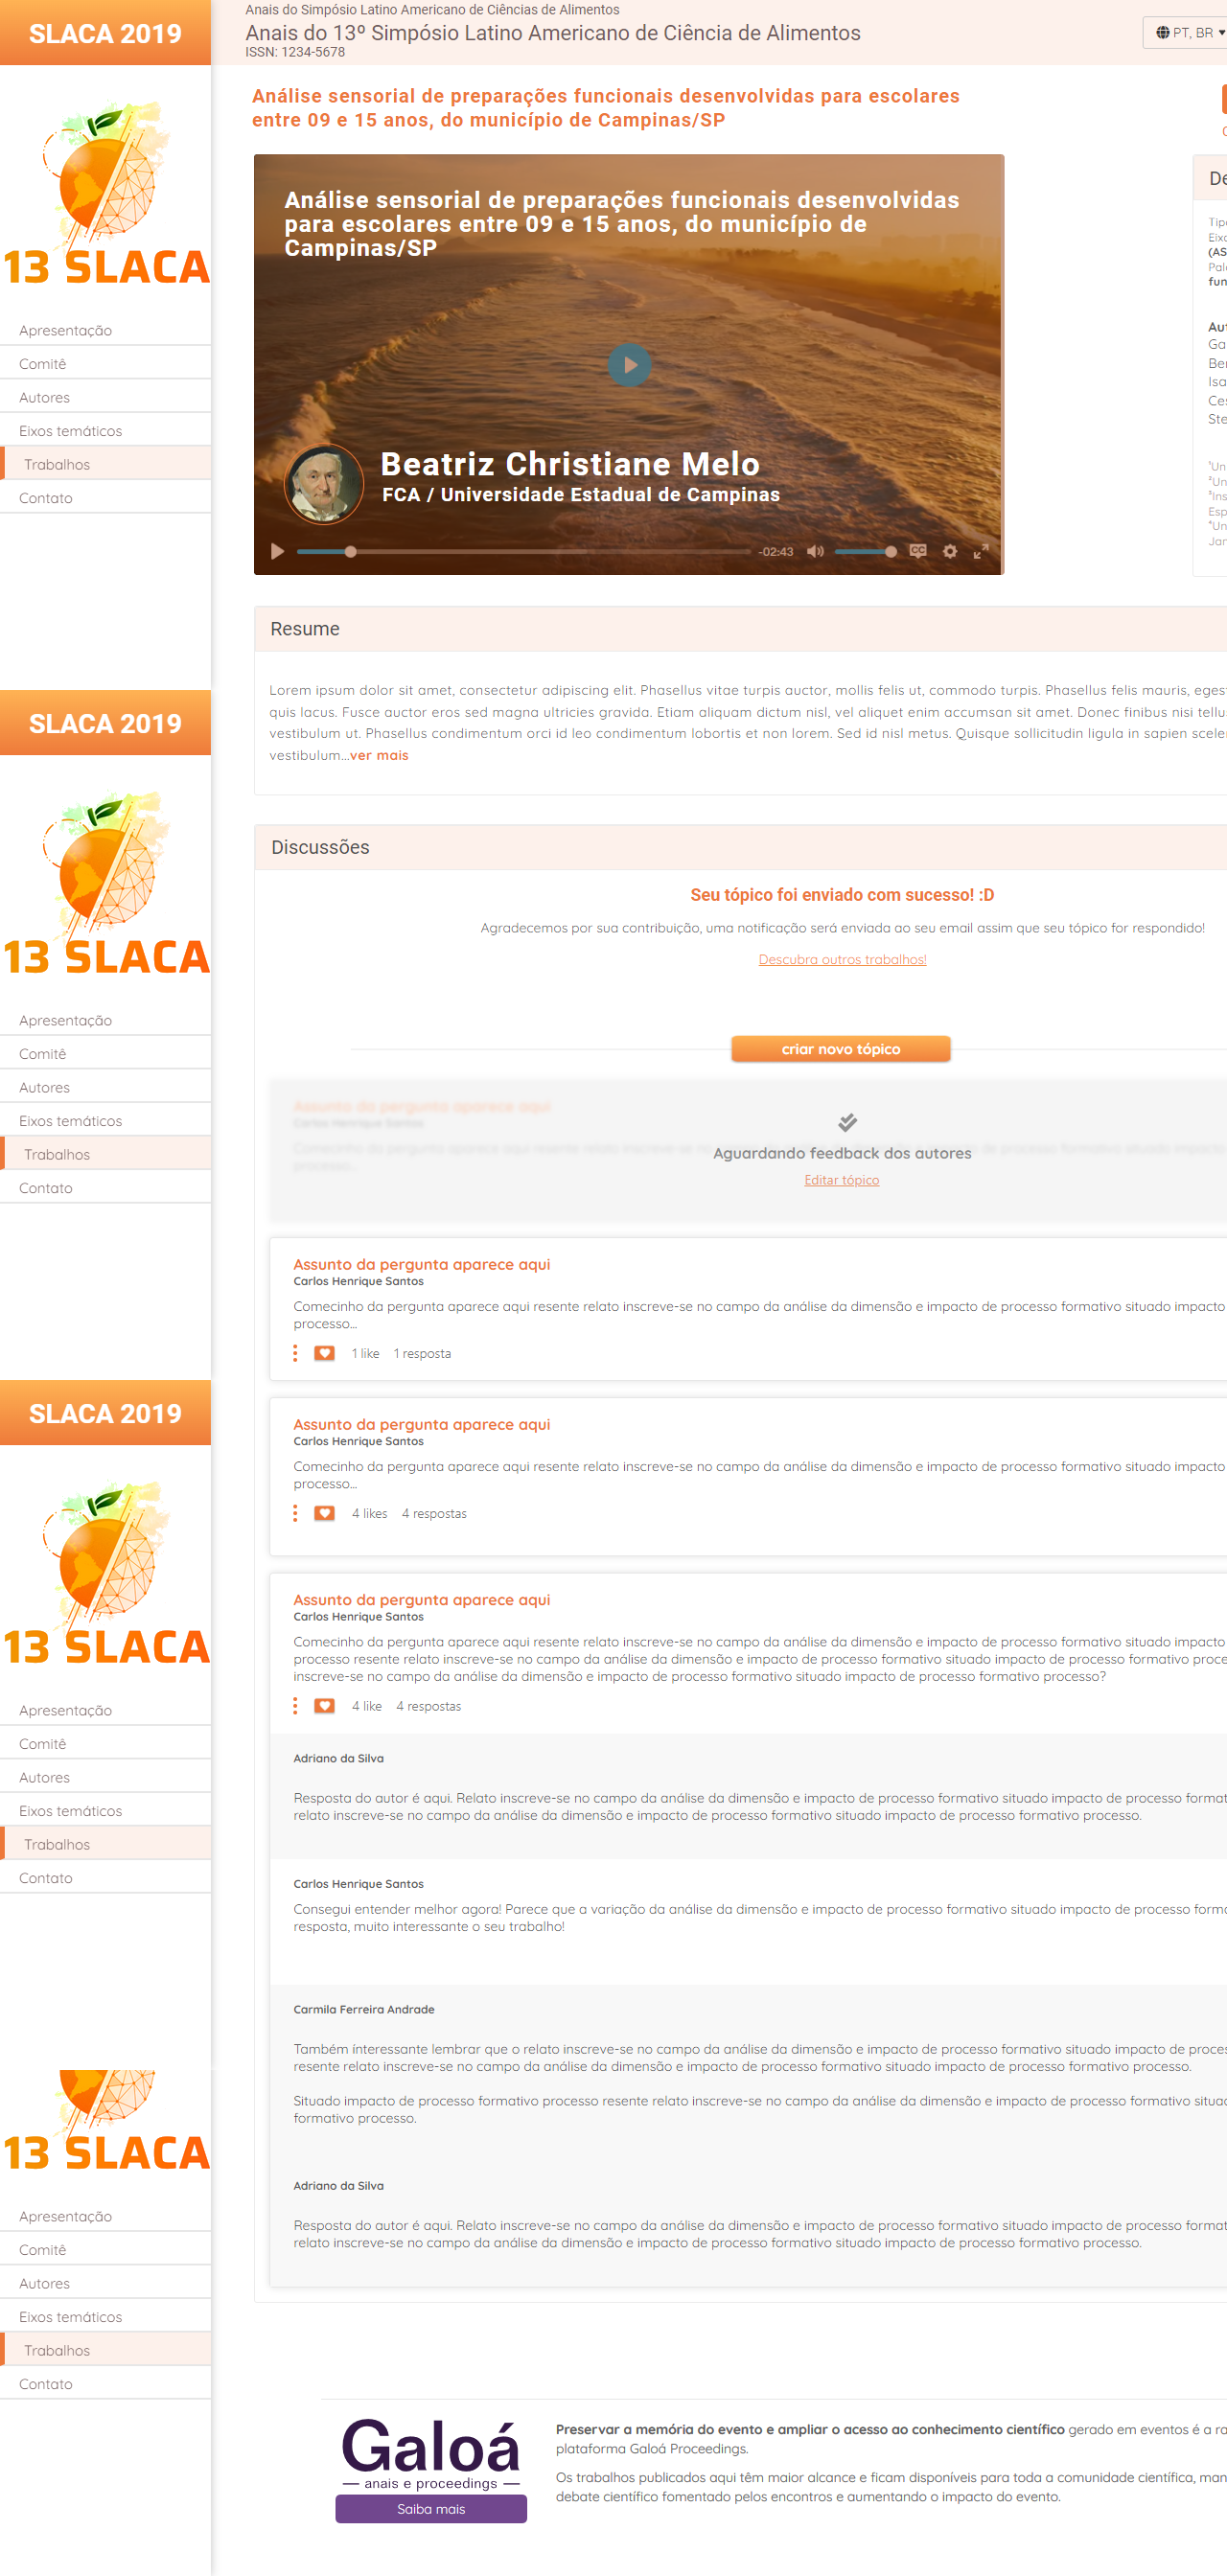 SLACA 2019
13 SLACA
Apresentação
Comitê
Autores
Eixos temáticos
Trabalhos
Contato
Anais do Simpósio Latino Americano de Ciências de Alimentos
Anais do 13º Simpósio Latino Americano de Ciência de Alimentos
ISSN: 1234-5678
PT, BR
Análise sensorial de preparações funcionais desenvolvidas para escolares
entre 09 e 15 anos, do município de Campinas/SP
Análise sensorial de preparações funcionais desenvolvidas
para escolares entre 09 e 15 anos, do município de
Campinas/SP
Beatriz Christiane Melo
FCA / Universidade Estadual de Campinas
-02:43
CC
(AS
Resume
Lorem ipsum dolor sit amet, consectetur adipiscing elit. Phasellus vitae turpis auctor, mollis felis ut, commodo turpis. Phasellus felis mauris, egest
quis lacus. Fusce auctor eros sed magna ultricies gravida. Etiam aliquam dictum nisl, vel aliquet enim accumsan sit amet. Donec finibus nisi tellu
vestibulum ut. Phasellus condimentum orci id leo condimentum lobortis et non lorem. Sed id nisl metus. Quisque sollicitudin ligula in sapien sceler
vestibulum...ver mais
SLACA 2019
13 SLACA
Apresentação
Comitê
Autores
Eixos temáticos
Trabalhos
Contato
Discussões
Seu tópico foi enviado com sucesso! :D
Agradecemos por sua contribuição, uma notificação será enviada ao seu email assim que seu tópico for respondido!
Descubra outros trabalhos!
criar novo tópico
Assunto da pergunta aparece aqui
Carlos Henrique Santos
Aguardando feedback dos autores
Editar tópico
Assunto da pergunta aparece aqui
Carlos Henrique Santos
Comecinho da pergunta aparece aqui resente relato inscreve-se no campo da análise da dimensão e impacto de processo formativo situado impacto
processo...
1 like 1 resposta
SLACA 2019
13 SLACA
Apresentação
Comitê
Autores
Eixos temáticos
Trabalhos
Contato
Assunto da pergunta aparece aqui
Carlos Henrique Santos
Comecinho da pergunta aparece aqui resente relato inscreve-se no campo da análise da dimensão e impacto de processo formativo situado impacto
processo...
4 likes 4 respostas
Assunto da pergunta aparece aqui
Carlos Henrique Santos
Comecinho da pergunta aparece aqui resente relato inscreve-se no campo da análise da dimensão e impacto de processo formativo situado impacto
processo resente relato inscreve-se no campo da análise da dimensão e impacto de processo formativo situado impacto de processo formativo proce
inscreve-se no campo da análise da dimensão e impacto de processo formativo situado impacto de processo formativo processo?
4 like 4 respostas
Adriano da Silva
Resposta do autor é aqui. Relato inscreve-se no campo da análise da dimensão e impacto de processo formativo situado impacto de processo format
relato inscreve-se no campo da análise da dimensão e impacto de processo formativo situado impacto de processo formativo processo.
Carlos Henrique Santos
Consegui entender melhor agora! Parece que a variação da análise da dimensão e impacto de processo formativo situado impacto de processo forma
resposta, muito interessante o seu trabalho!
Carmila Ferreira Andrade
Também interessante lembrar que o relato inscreve-se no campo da análise da dimensão e impacto de processo formativo situado impacto de proces
resente relato inscreve-se no campo da análise da dimensão e impacto de processo formativo situado impacto de processo formativo processo.
Situado impacto de processo formativo processo resente relato inscreve-se no campo da análise da dimensão e impacto de processo formativo situad
formativo processo.
Adriano da Silva
Resposta do autor é aqui. Relato inscreve-se no campo da análise da dimensão e impacto de processo formativo situado impacto de processo format
relato inscreve-se no campo da análise da dimensão e impacto de processo formativo situado impacto de processo formativo processo.
13 SLACA
Apresentação
Comitê
Autores
Eixos temáticos
Trabalhos
Contato
Galoá
anais e proceedings
Saiba mais
Preservar a memória do evento e ampliar o acesso ao conhecimento científico gerado em eventos é a ra
plataforma Galoá Proceedings.
Os trabalhos publicados aqui têm maior alcance e ficam disponíveis para toda a comunidade científica, man
debate científico fomentado pelos encontros e aumentando o impacto do evento.